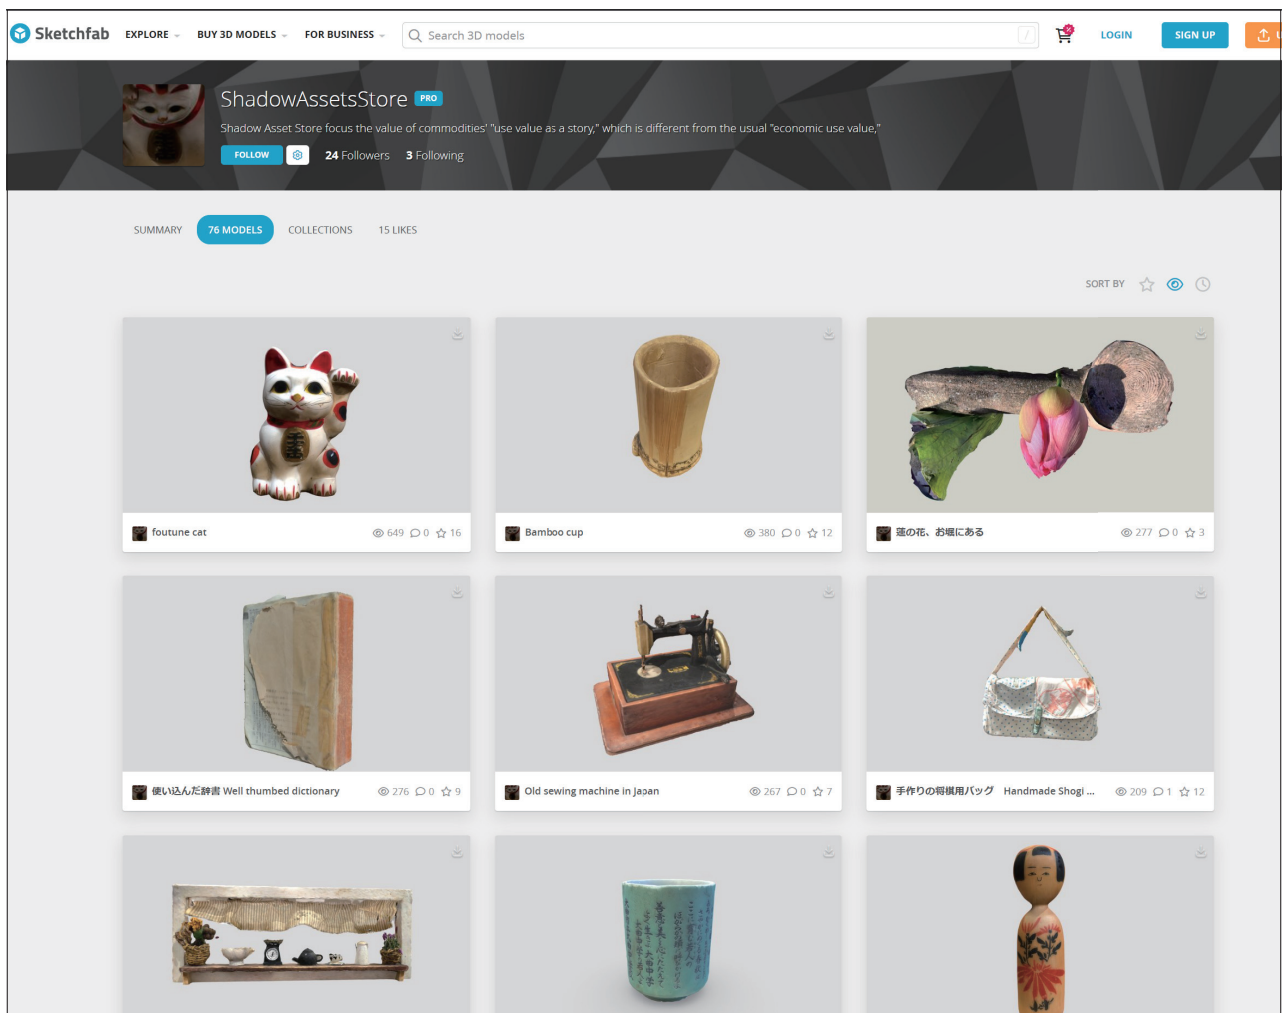 Sketchfab EXPLORE BUY 3D MODELS FOR BUSINESS Search 3D models / LOGIN SIGN UP
ShadowAssetsStore PRO
Shadow Asset Store focus the value of commodities' "use value as a story," which is different from the usual "economic use value,"
FOLLOW 24 Followers 3 Following
SUMMARY 76 MODELS COLLECTIONS 15 LIKES
SORT BY
foutune cat 649 0 16
Bamboo cup 380 0 12
蓮の花、お堀にある 277 0 3
使い込んだ辞書 Well thumbed dictionary 276 0 9
Old sewing machine in Japan 267 0 7
手作りの将棋用バッグ Handmade Shogi ... 209 1 12